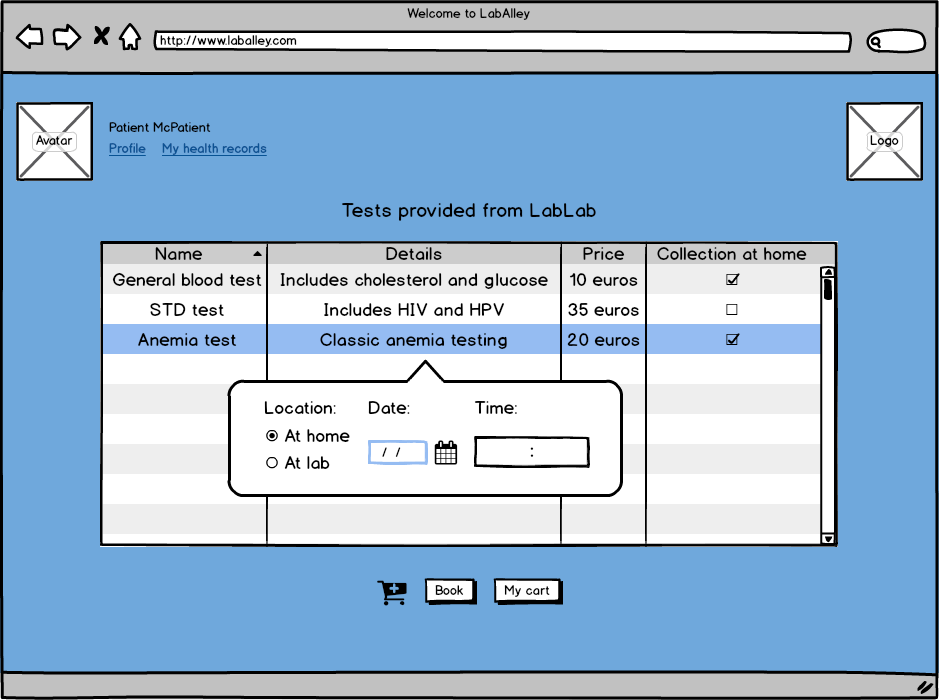 Welcome to LabAlley
http://www.laballey.com
Avatar
Patient McPatient
Profile My health records
Logo
Tests provided from LabLab
Name Details Price Collection at home
General blood test Includes cholesterol and glucose 10 euros
STD test Includes HIV and HPV 35 euros
Anemia test Classic anemia testing 20 euros
Location: Date: Time:
At home
/ / :
At lab
Book My cart